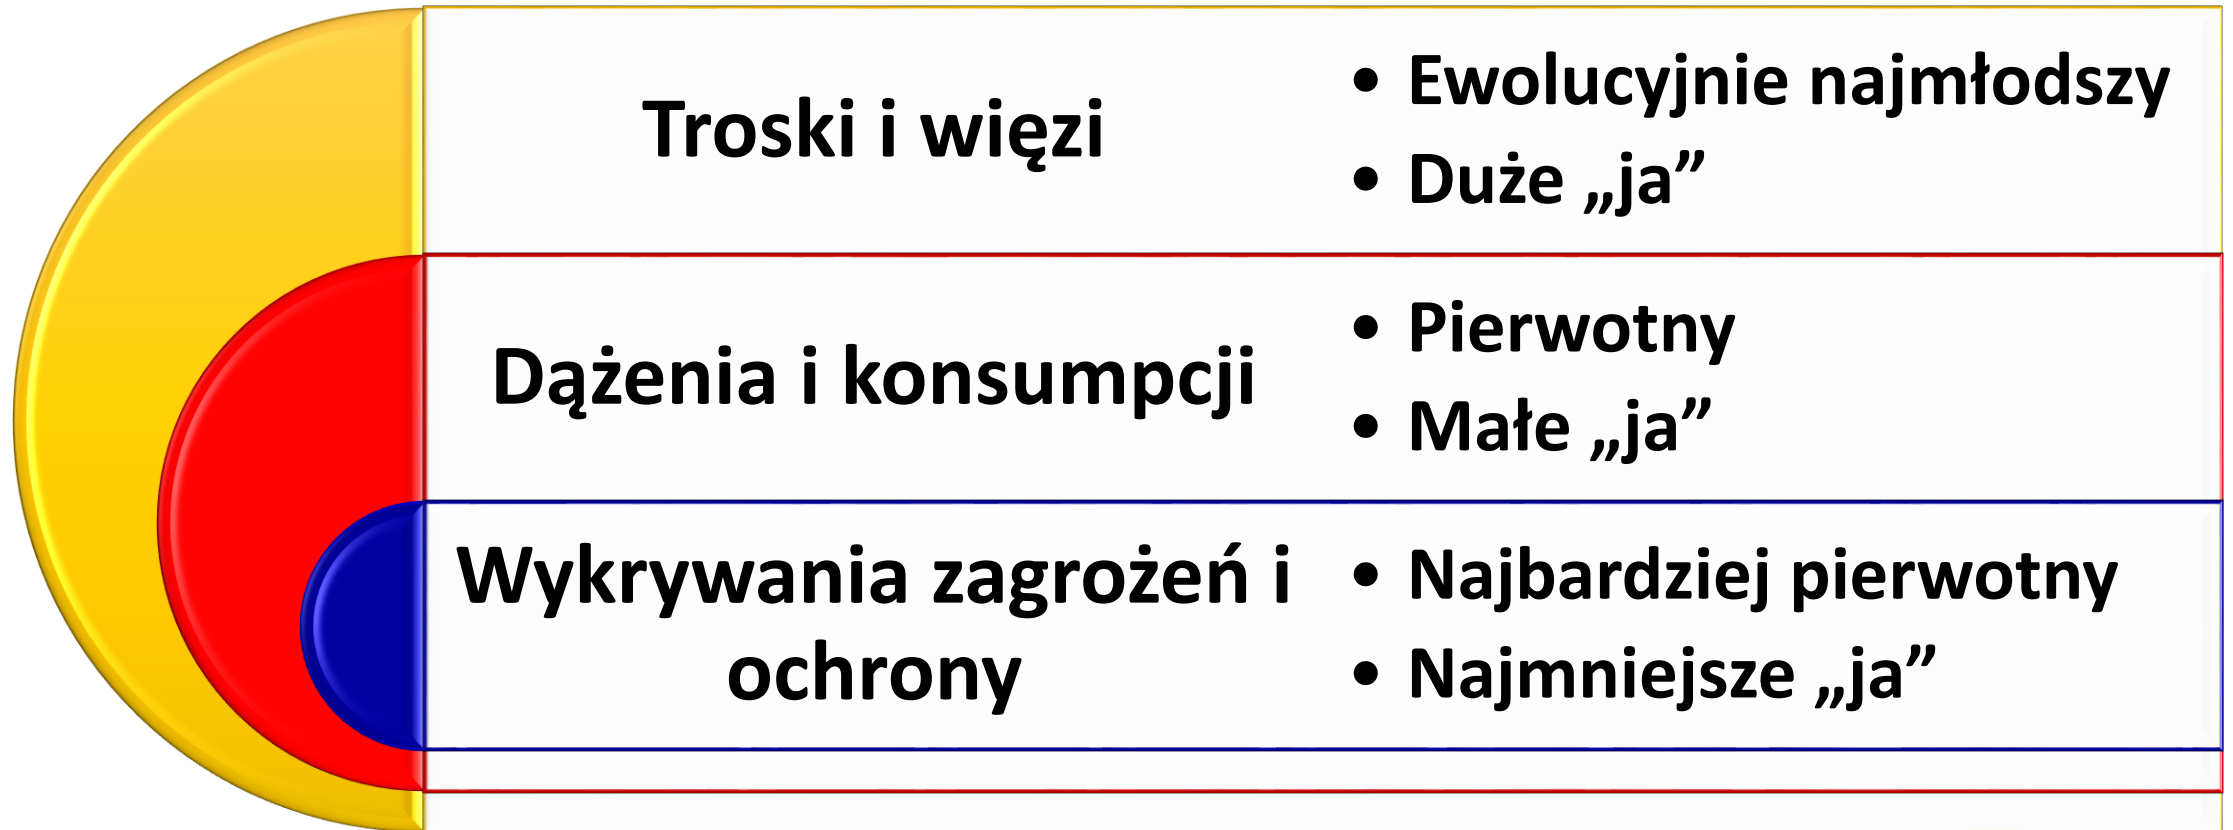 Troski i więzi
• Ewolucyjnie najmłodszy
• Duże „ja”
Dążenia i konsumpcji
• Pierwotny
• Małe „ja”
Wykrywania zagrożeń i
ochrony
• Najbardziej pierwotny
• Najmniejsze „ja”